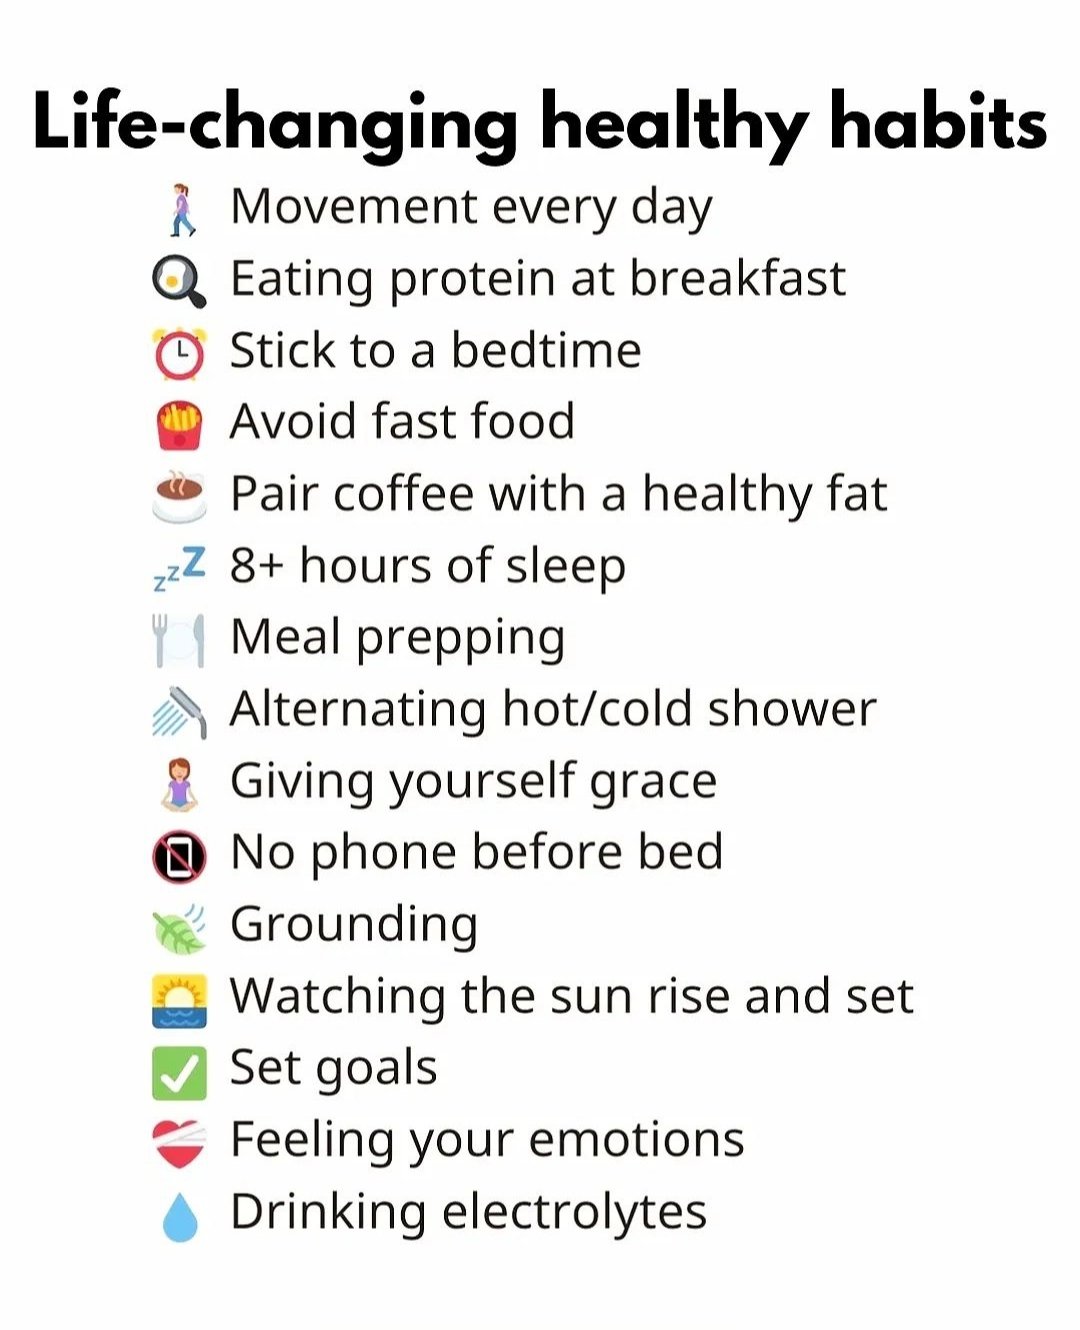 Life-changing healthy habits
Movement every day
Eating protein at breakfast
Stick to a bedtime
Avoid fast food
Pair coffee with a healthy fat
8+ hours of sleep
Meal prepping
Alternating hot/cold shower
Giving yourself grace
No phone before bed
Grounding
Watching the sun rise and set
Set goals
Feeling your emotions
Drinking electrolytes